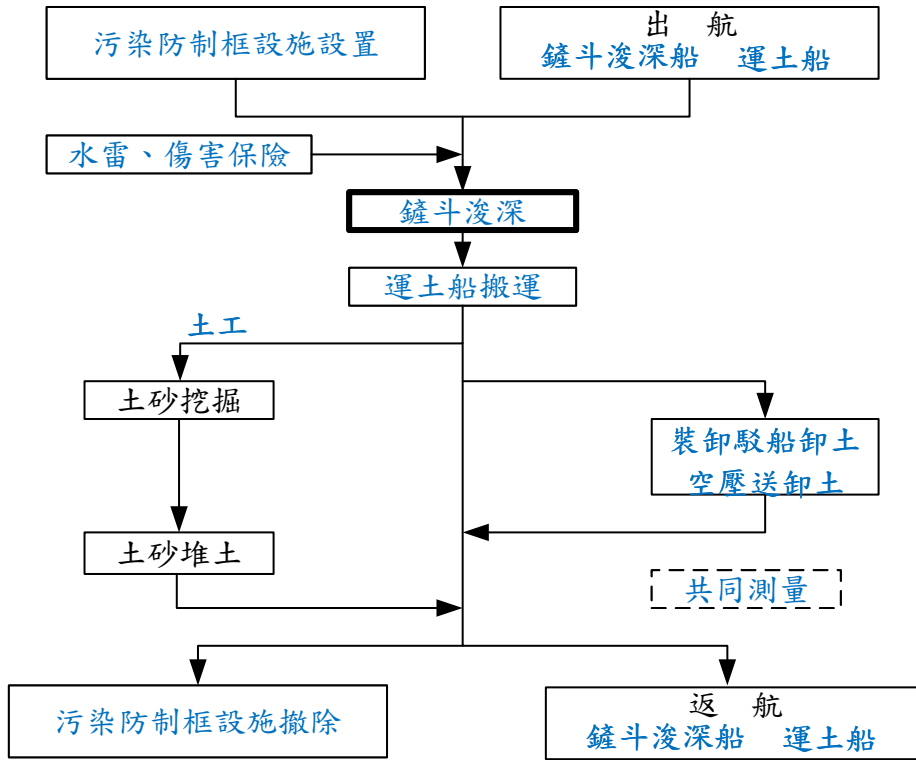 污染防制框設施設置
出 航
鏟斗浚深船 運土船
水雷、傷害保險
鏟斗浚深
運土船搬運
土工
土砂挖掘
裝卸駁船卸土
空壓送卸土
土砂堆土
共同測量
污染防制框設施撤除
返 航
鏟斗浚深船 運土船